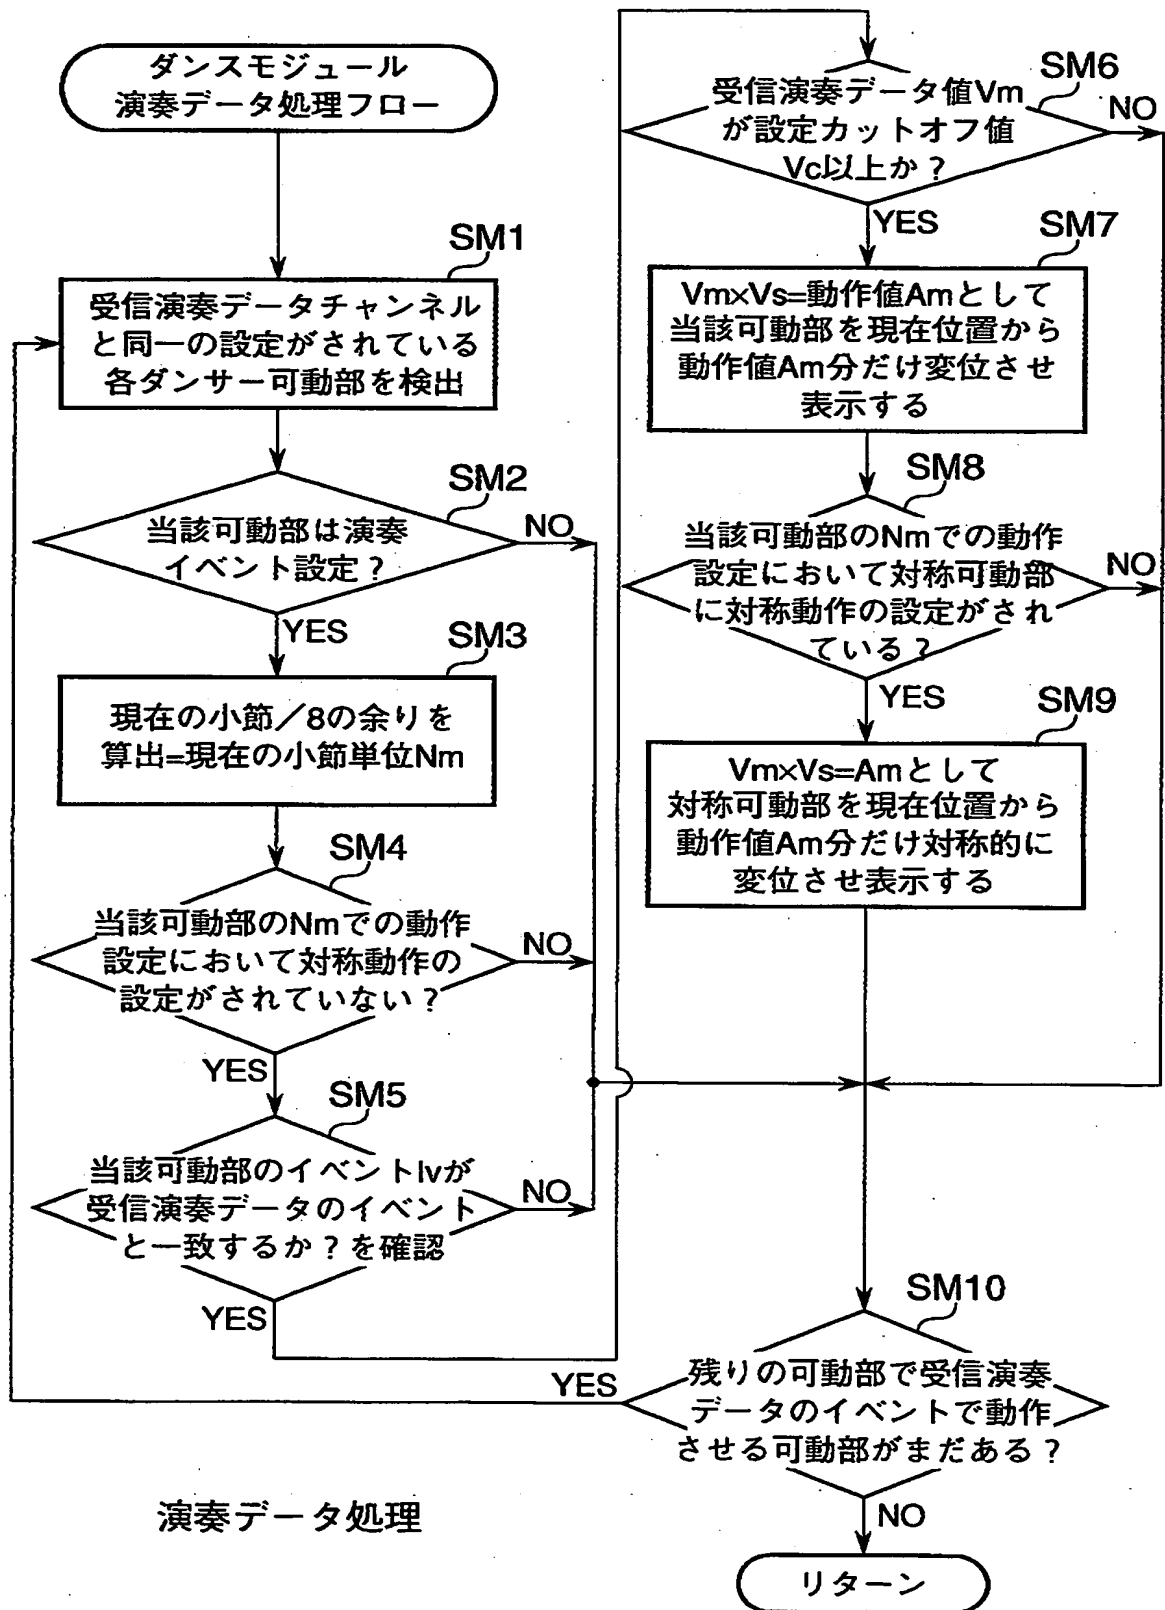 ダンスモジュール
演奏データ処理フロー
SM1
受信演奏データチャンネル
と同一の設定がされている
各ダンサー可動部を検出
SM2
当該可動部は演奏
イベント設定?
NO
YES
SM3
現在の小節/8の余りを
算出=現在の小節単位Nm
SM4
当該可動部のNmでの動作
設定において対称動作の
設定がされていない?
NO
YES
SM5
当該可動部のイベントIvが
受信演奏データのイベント
と一致するか?を確認
NO
YES
SM6
受信演奏データ値Vm
が設定カットオフ値
Vc以上か?
NO
YES
SM7
Vm×Vs=動作値Amとして
当該可動部を現在位置から
動作値Am分だけ変位させ
表示する
SM8
当該可動部のNmでの動作
設定において対称可動部
に対称動作の設定がされ
ている?
NO
YES
SM9
Vm×Vs=Amとして
対称可動部を現在位置から
動作値Am分だけ対称的に
変位させ表示する
SM10
残りの可動部で受信演奏
データのイベントで動作
させる可動部がまだある?
YES
NO
リターン
演奏データ処理